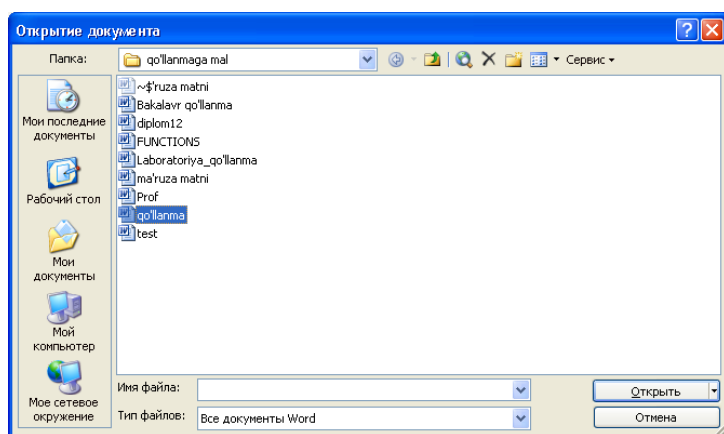 Открытие документа
Папка: qo'llanmaga mal Сервис
Мои последние документы
Рабочий стол
Мои документы
Мой компьютер
Мое сетевое окружение
~$'ruza matni
Bakalavr qo'llanma
diplom12
FUNCTIONS
Laboratoriya_qo'llanma
ma'ruza matni
Prof
qo'llanma
test
Имя файла:
Открыть
Тип файлов: Все документы Word
Отмена